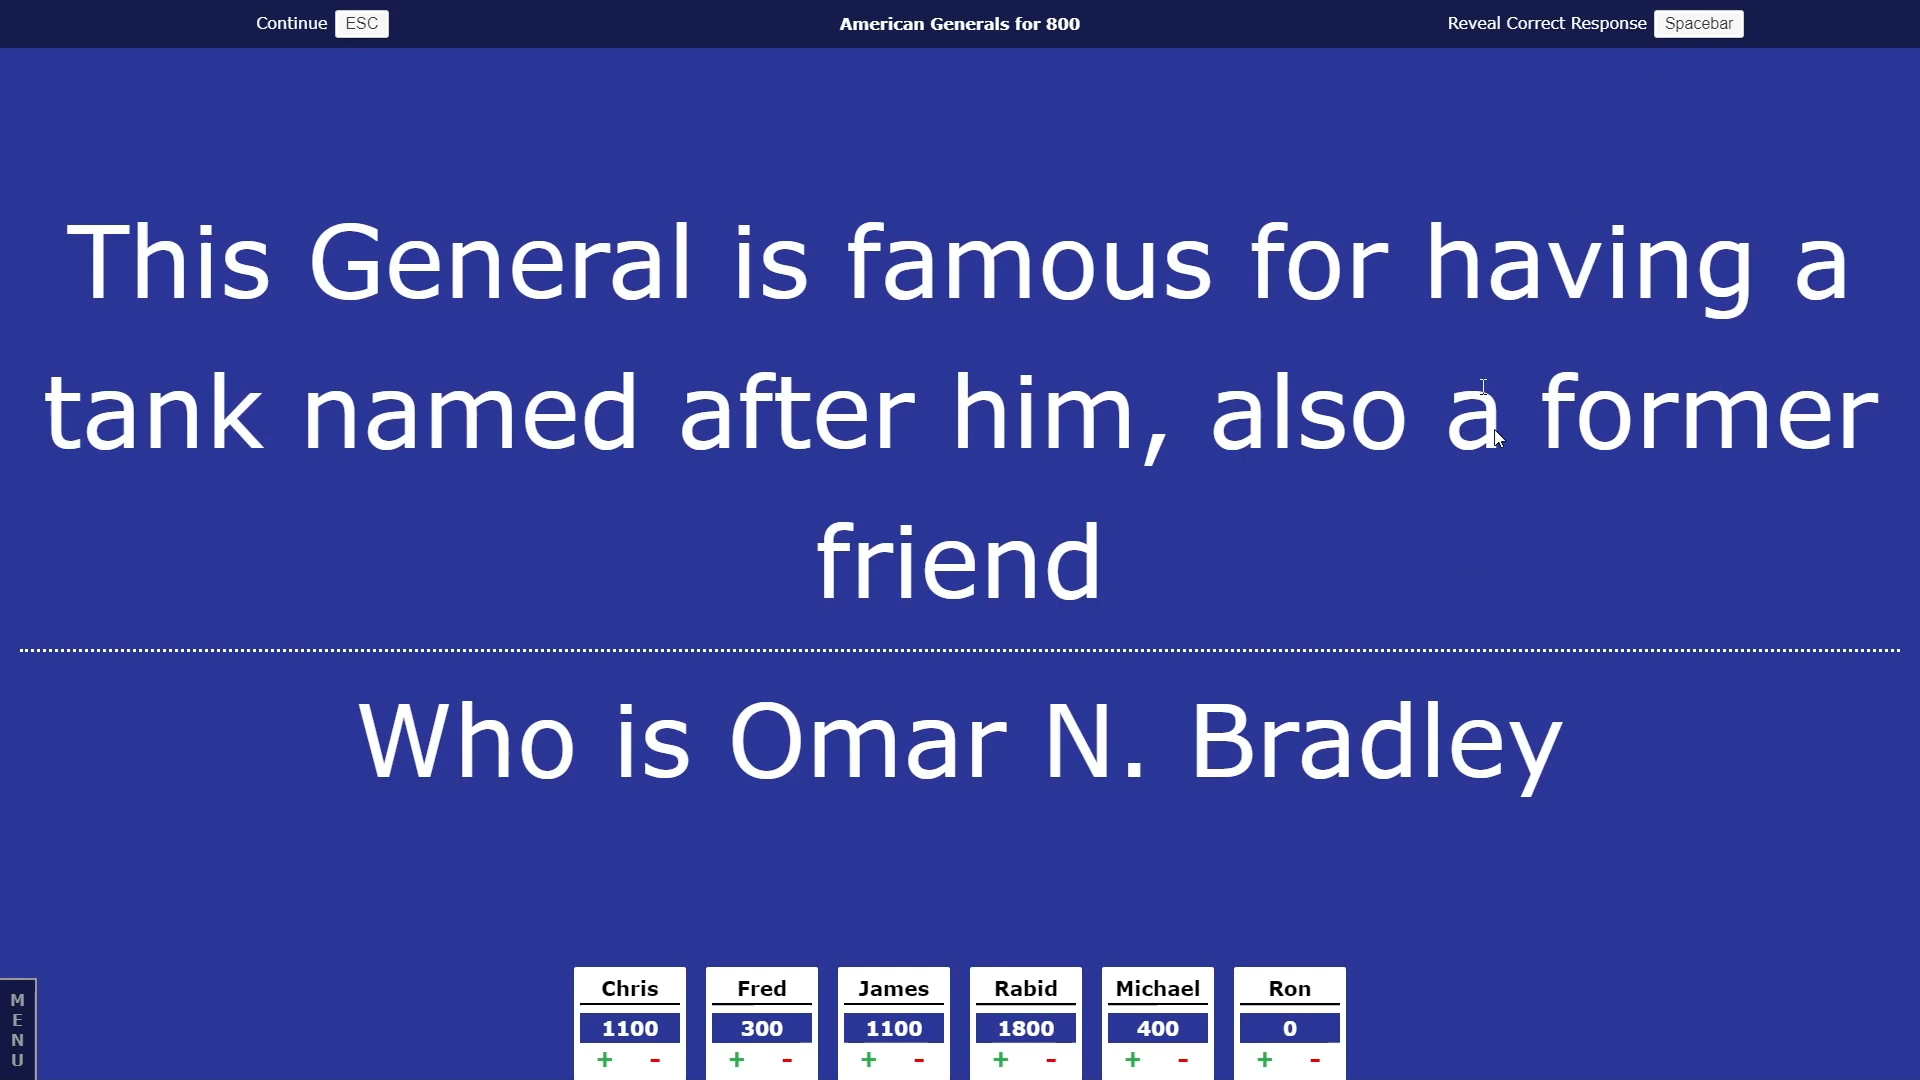 Continue ESC American Generals for 800 Reveal Correct Response Spacebar
This General is famous for having a
tank named after him, also a former
friend
Who is Omar N. Bradley
Chris Fred James Rabid Michael Ron
1100 300 1100 1800 400 0
+ - + - + - + - + - + -
MENU